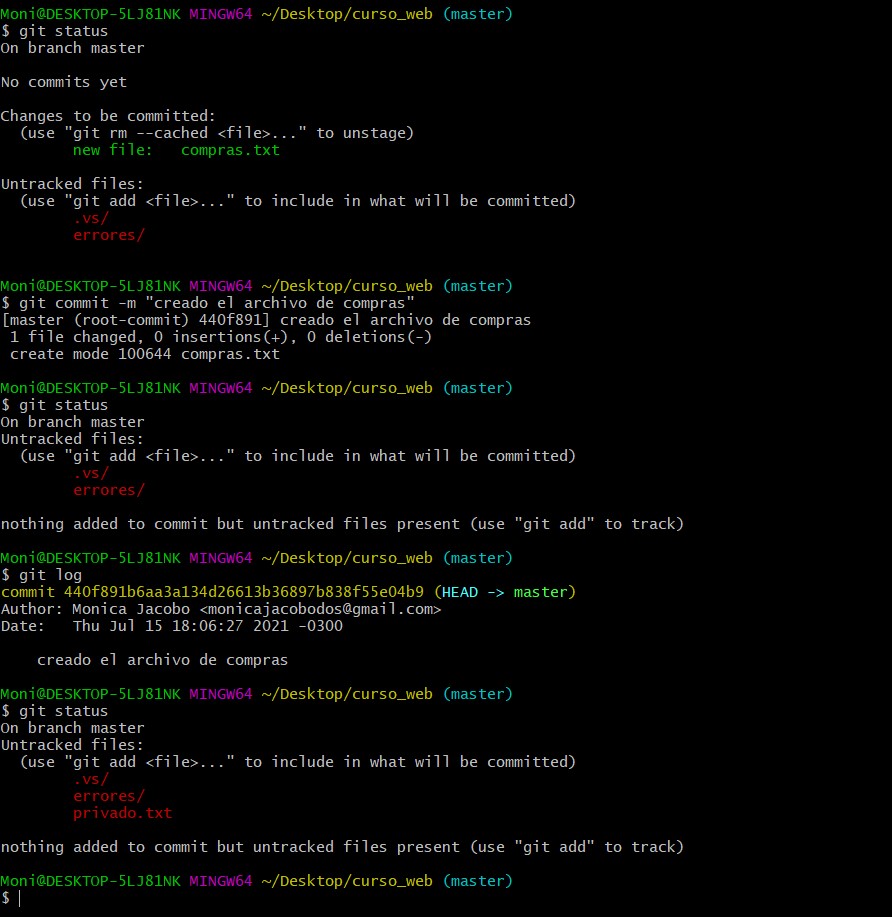 Moni@DESKTOP-5LJ81NK MINGW64 ~/Desktop/curso_web (master)
$ git status
On branch master
No commits yet
Changes to be committed:
  (use "git rm --cached <file>..." to unstage)
        new file:   compras.txt
Untracked files:
  (use "git add <file>..." to include in what will be committed)
        .vs/
        errores/
Moni@DESKTOP-5LJ81NK MINGW64 ~/Desktop/curso_web (master)
$ git commit -m "creado el archivo de compras"
[master (root-commit) 440f891] creado el archivo de compras
 1 file changed, 0 insertions(+), 0 deletions(-)
 create mode 100644 compras.txt
Moni@DESKTOP-5LJ81NK MINGW64 ~/Desktop/curso_web (master)
$ git status
On branch master
Untracked files:
  (use "git add <file>..." to include in what will be committed)
        .vs/
        errores/
nothing added to commit but untracked files present (use "git add" to track)
Moni@DESKTOP-5LJ81NK MINGW64 ~/Desktop/curso_web (master)
$ git log
commit 440f891b6aa3a134d26613b36897b838f55e04b9 (HEAD -> master)
Author: Monica Jacobo <monicajacobodos@gmail.com>
Date:   Thu Jul 15 18:06:27 2021 -0300
    creado el archivo de compras
Moni@DESKTOP-5LJ81NK MINGW64 ~/Desktop/curso_web (master)
$ git status
On branch master
Untracked files:
  (use "git add <file>..." to include in what will be committed)
        .vs/
        errores/
        privado.txt
nothing added to commit but untracked files present (use "git add" to track)
Moni@DESKTOP-5LJ81NK MINGW64 ~/Desktop/curso_web (master)
$